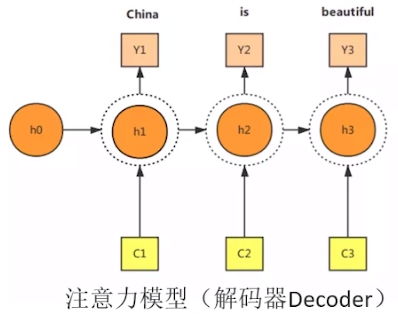 China is beautiful
Y1 Y2 Y3
h0 h1 h2 h3
C1 C2 C3
注意力模型（解码器Decoder）